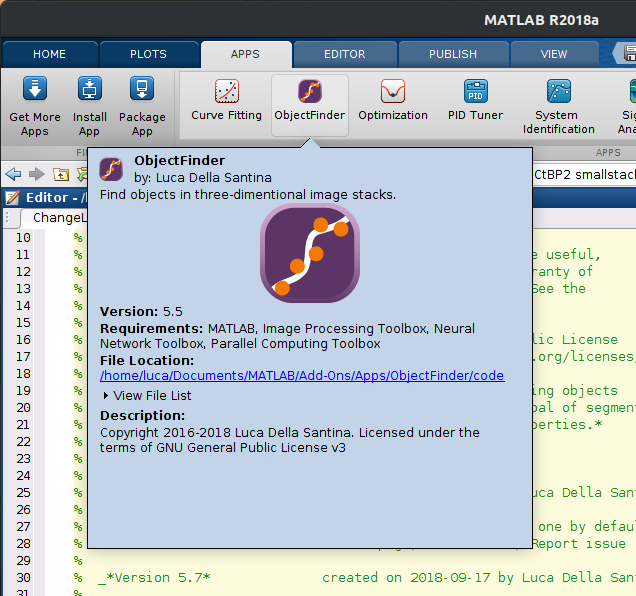 MATLAB R2018a
HOME PLOTS APPS EDITOR PUBLISH VIEW
Get More Apps
Install App
Package App
Curve Fitting
ObjectFinder
Optimization
PID
PID Tuner
System Identification
APPS
CtBP2 smallstack
Editor -
ChangeL
ObjectFinder
by: Luca Della Santina
Find objects in three-dimentional image stacks.
Version: 5.5
Requirements: MATLAB, Image Processing Toolbox, Neural
Network Toolbox, Parallel Computing Toolbox
File Location:
/home/luca/Documents/MATLAB/Add-Ons/Apps/ObjectFinder/code
View File List
Description:
Copyright 2016-2018 Luca Della Santina. Licensed under the
terms of GNU General Public License v3
10 %
11 % e useful,
12 % ranty of
13 % See the
14 %
15 %
16 % lic License
17 % .org/licenses/
18 %
19 % ing objects
20 % oal of segment
21 % perties.*
22 %
23 %
24 %
25 % uca Della San
26 %
27 % one by defau
28 % Report issue
29 %
30 % _*Version 5.7* created on 2018-09-17 by Luca Della Sant
31 %